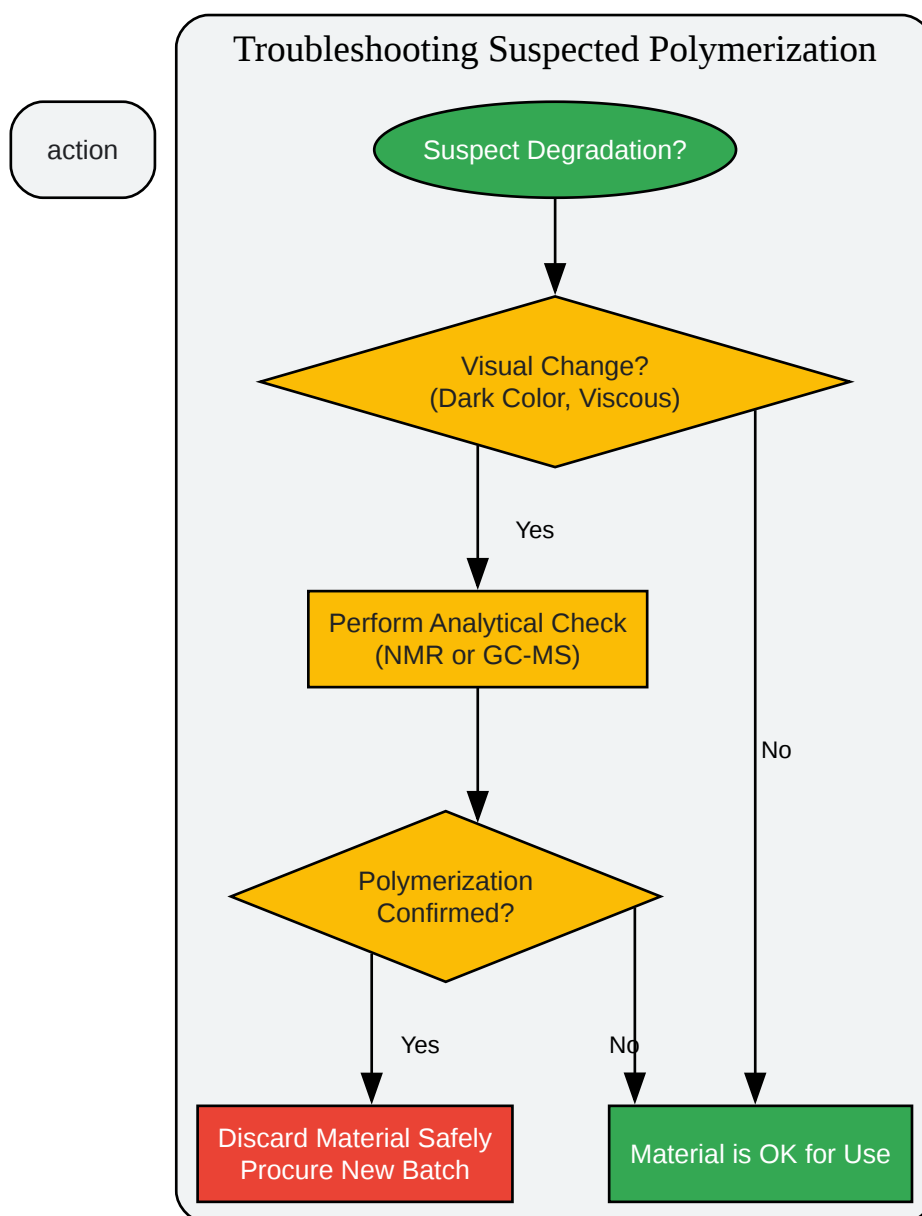 Troubleshooting Suspected Polymerization
action
Suspect Degradation?
Visual Change?
(Dark Color, Viscous)
Yes
Perform Analytical Check
(NMR or GC-MS)
No
Polymerization
Confirmed?
Yes
No
Discard Material Safely
Procure New Batch
Material is OK for Use